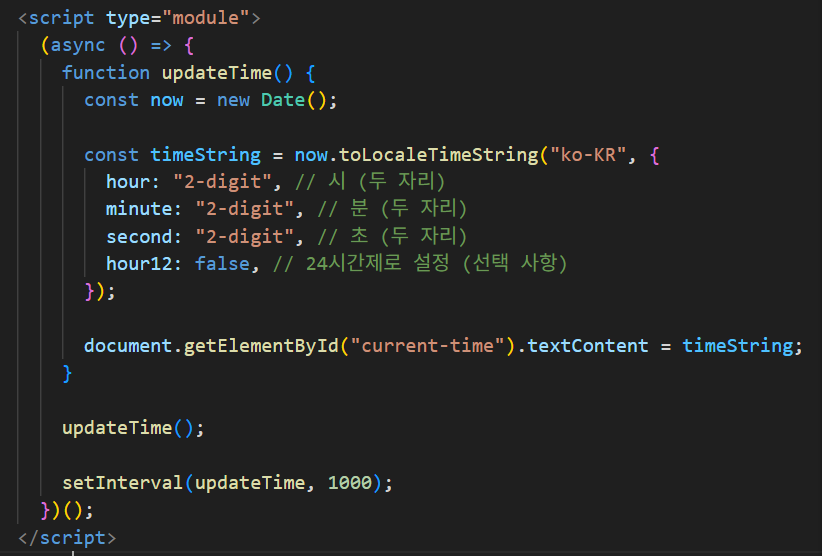 <script type="module">
(async () => {
function updateTime() {
const now = new Date();
const timeString = now.toLocaleTimeString("ko-KR", {
hour: "2-digit", // 시 (두 자리)
minute: "2-digit", // 분 (두 자리)
second: "2-digit", // 초 (두 자리)
hour12: false, // 24시간제로 설정 (선택 사항)
});
document.getElementById("current-time").textContent = timeString;
}
updateTime();
setInterval(updateTime, 1000);
})();
</script>